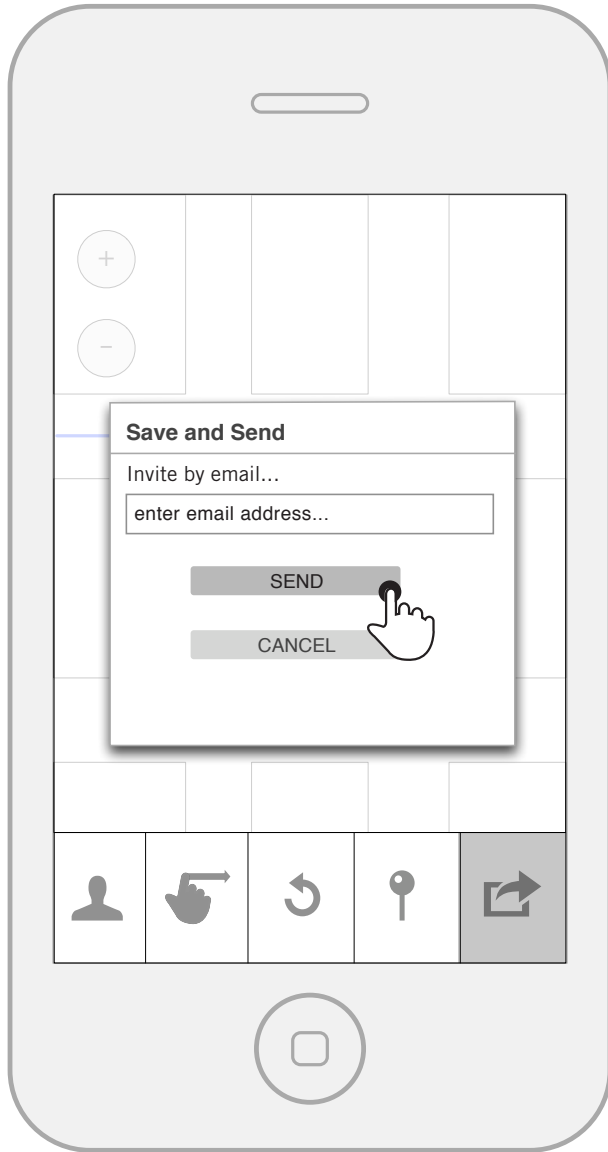 +
−
Save and Send
Invite by email...
enter email address...
SEND
CANCEL